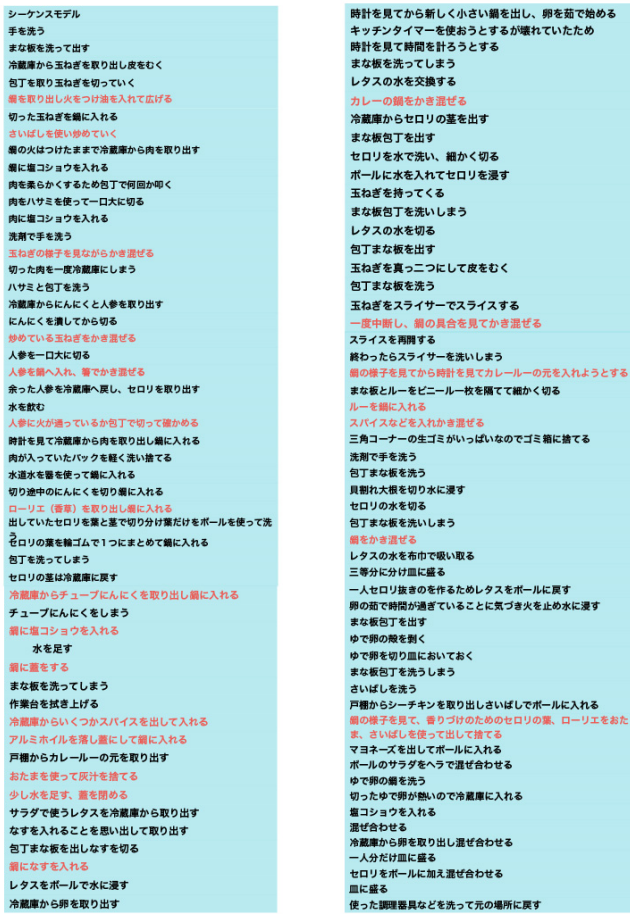 シーケンスモデル
手を洗う
まな板を洗って出す
冷蔵庫から玉ねぎを取り出し皮をむく
包丁を取り玉ねぎを切っていく
鍋を取り出し火をつけ油を入れて広げる
切った玉ねぎを鍋に入れる
さいばしを使い炒めていく
鍋の火はつけたままで冷蔵庫から肉を取り出す
鍋に塩コショウを入れる
肉を柔らかくするため包丁で何回か叩く
肉をハサミを使って一口大に切る
肉に塩コショウを入れる
洗剤で手を洗う
玉ねぎの様子を見ながらかき混ぜる
切った肉を一度冷蔵庫にしまう
ハサミと包丁を洗う
冷蔵庫からにんにくと人参を取り出す
にんにくを潰してから切る
炒めている玉ねぎをかき混ぜる
人参を一口大に切る
人参を鍋へ入れ、箸でかき混ぜる
余った人参を冷蔵庫へ戻し、セロリを取り出す
水を飲む
人参に火が通っているか包丁で切って確かめる
時計を見て冷蔵庫から肉を取り出し鍋に入れる
肉が入っていたパックを軽く洗い捨てる
水道水を器を使って鍋に入れる
切り途中のにんにくを切り鍋に入れる
ローリエ（香草）を取り出し鍋に入れる
出していたセロリを葉と茎で切り分け葉だけをボールを使って洗
う
セロリの葉を輪ゴムで１つにまとめて鍋に入れる
包丁を洗ってしまう
セロリの茎は冷蔵庫に戻す
冷蔵庫からチューブにんにくを取り出し鍋に入れる
チューブにんにくをしまう
鍋に塩コショウを入れる
水を足す
鍋に蓋をする
まな板を洗ってしまう
作業台を拭き上げる
冷蔵庫からいくつかスパイスを出して入れる
アルミホイルを落し蓋にして鍋に入れる
戸棚からカレールーの元を取り出す
おたまを使って灰汁を捨てる
少し水を足す、蓋を閉める
サラダで使うレタスを冷蔵庫から取り出す
なすを入れることを思い出して取り出す
包丁まな板を出しなすを切る
鍋になすを入れる
レタスをボールで水に浸す
冷蔵庫から卵を取り出す
時計を見てから新しく小さい鍋を出し、卵を茹で始める
キッチンタイマーを使おうとするが壊れていたため
時計を見て時間を計ろうとする
まな板を洗ってしまう
レタスの水を交換する
カレーの鍋をかき混ぜる
冷蔵庫からセロリの茎を出す
まな板包丁を出す
セロリを水で洗い、細かく切る
ボールに水を入れてセロリを浸す
玉ねぎを持ってくる
まな板包丁を洗いしまう
レタスの水を切る
包丁まな板を出す
玉ねぎを真っ二つにして皮をむく
包丁まな板を洗う
玉ねぎをスライサーでスライスする
一度中断し、鍋の具合を見てかき混ぜる
スライスを再開する
終わったらスライサーを洗いしまう
鍋の様子を見てから時計を見てカレールーの元を入れようとする
まな板とルーをビニール一枚を隔てて細かく切る
ルーを鍋に入れる
スパイスなどを入れかき混ぜる
三角コーナーの生ゴミがいっぱいなのでゴミ箱に捨てる
洗剤で手を洗う
包丁まな板を洗う
貝割れ大根を切り水に浸す
セロリの水を切る
包丁まな板を洗いしまう
鍋をかき混ぜる
レタスの水を布巾で吸い取る
三等分に分け皿に盛る
一人セロリ抜きのを作るためレタスをボールに戻す
卵の茹で時間が過ぎていることに気づき火を止め水に浸す
まな板包丁を出す
ゆで卵の殻を剝く
ゆで卵を切り皿においておく
まな板包丁を洗うしまう
さいばしを洗う
戸棚からシーチキンを取り出しさいばしでボールに入れる
鍋の様子を見て、香りづけのためのセロリの葉、ローリエをおた
ま、さいばしを使って出して捨てる
マヨネーズを出してボールに入れる
ボールのサラダをヘラで混ぜ合わせる
ゆで卵の鍋を洗う
切ったゆで卵が熱いので冷蔵庫に入れる
塩コショウを入れる
混ぜ合わせる
冷蔵庫から卵を取り出し混ぜ合わせる
一人分だけ皿に盛る
セロリをボールに加え混ぜ合わせる
皿に盛る
使った調理器具などを洗って元の場所に戻す